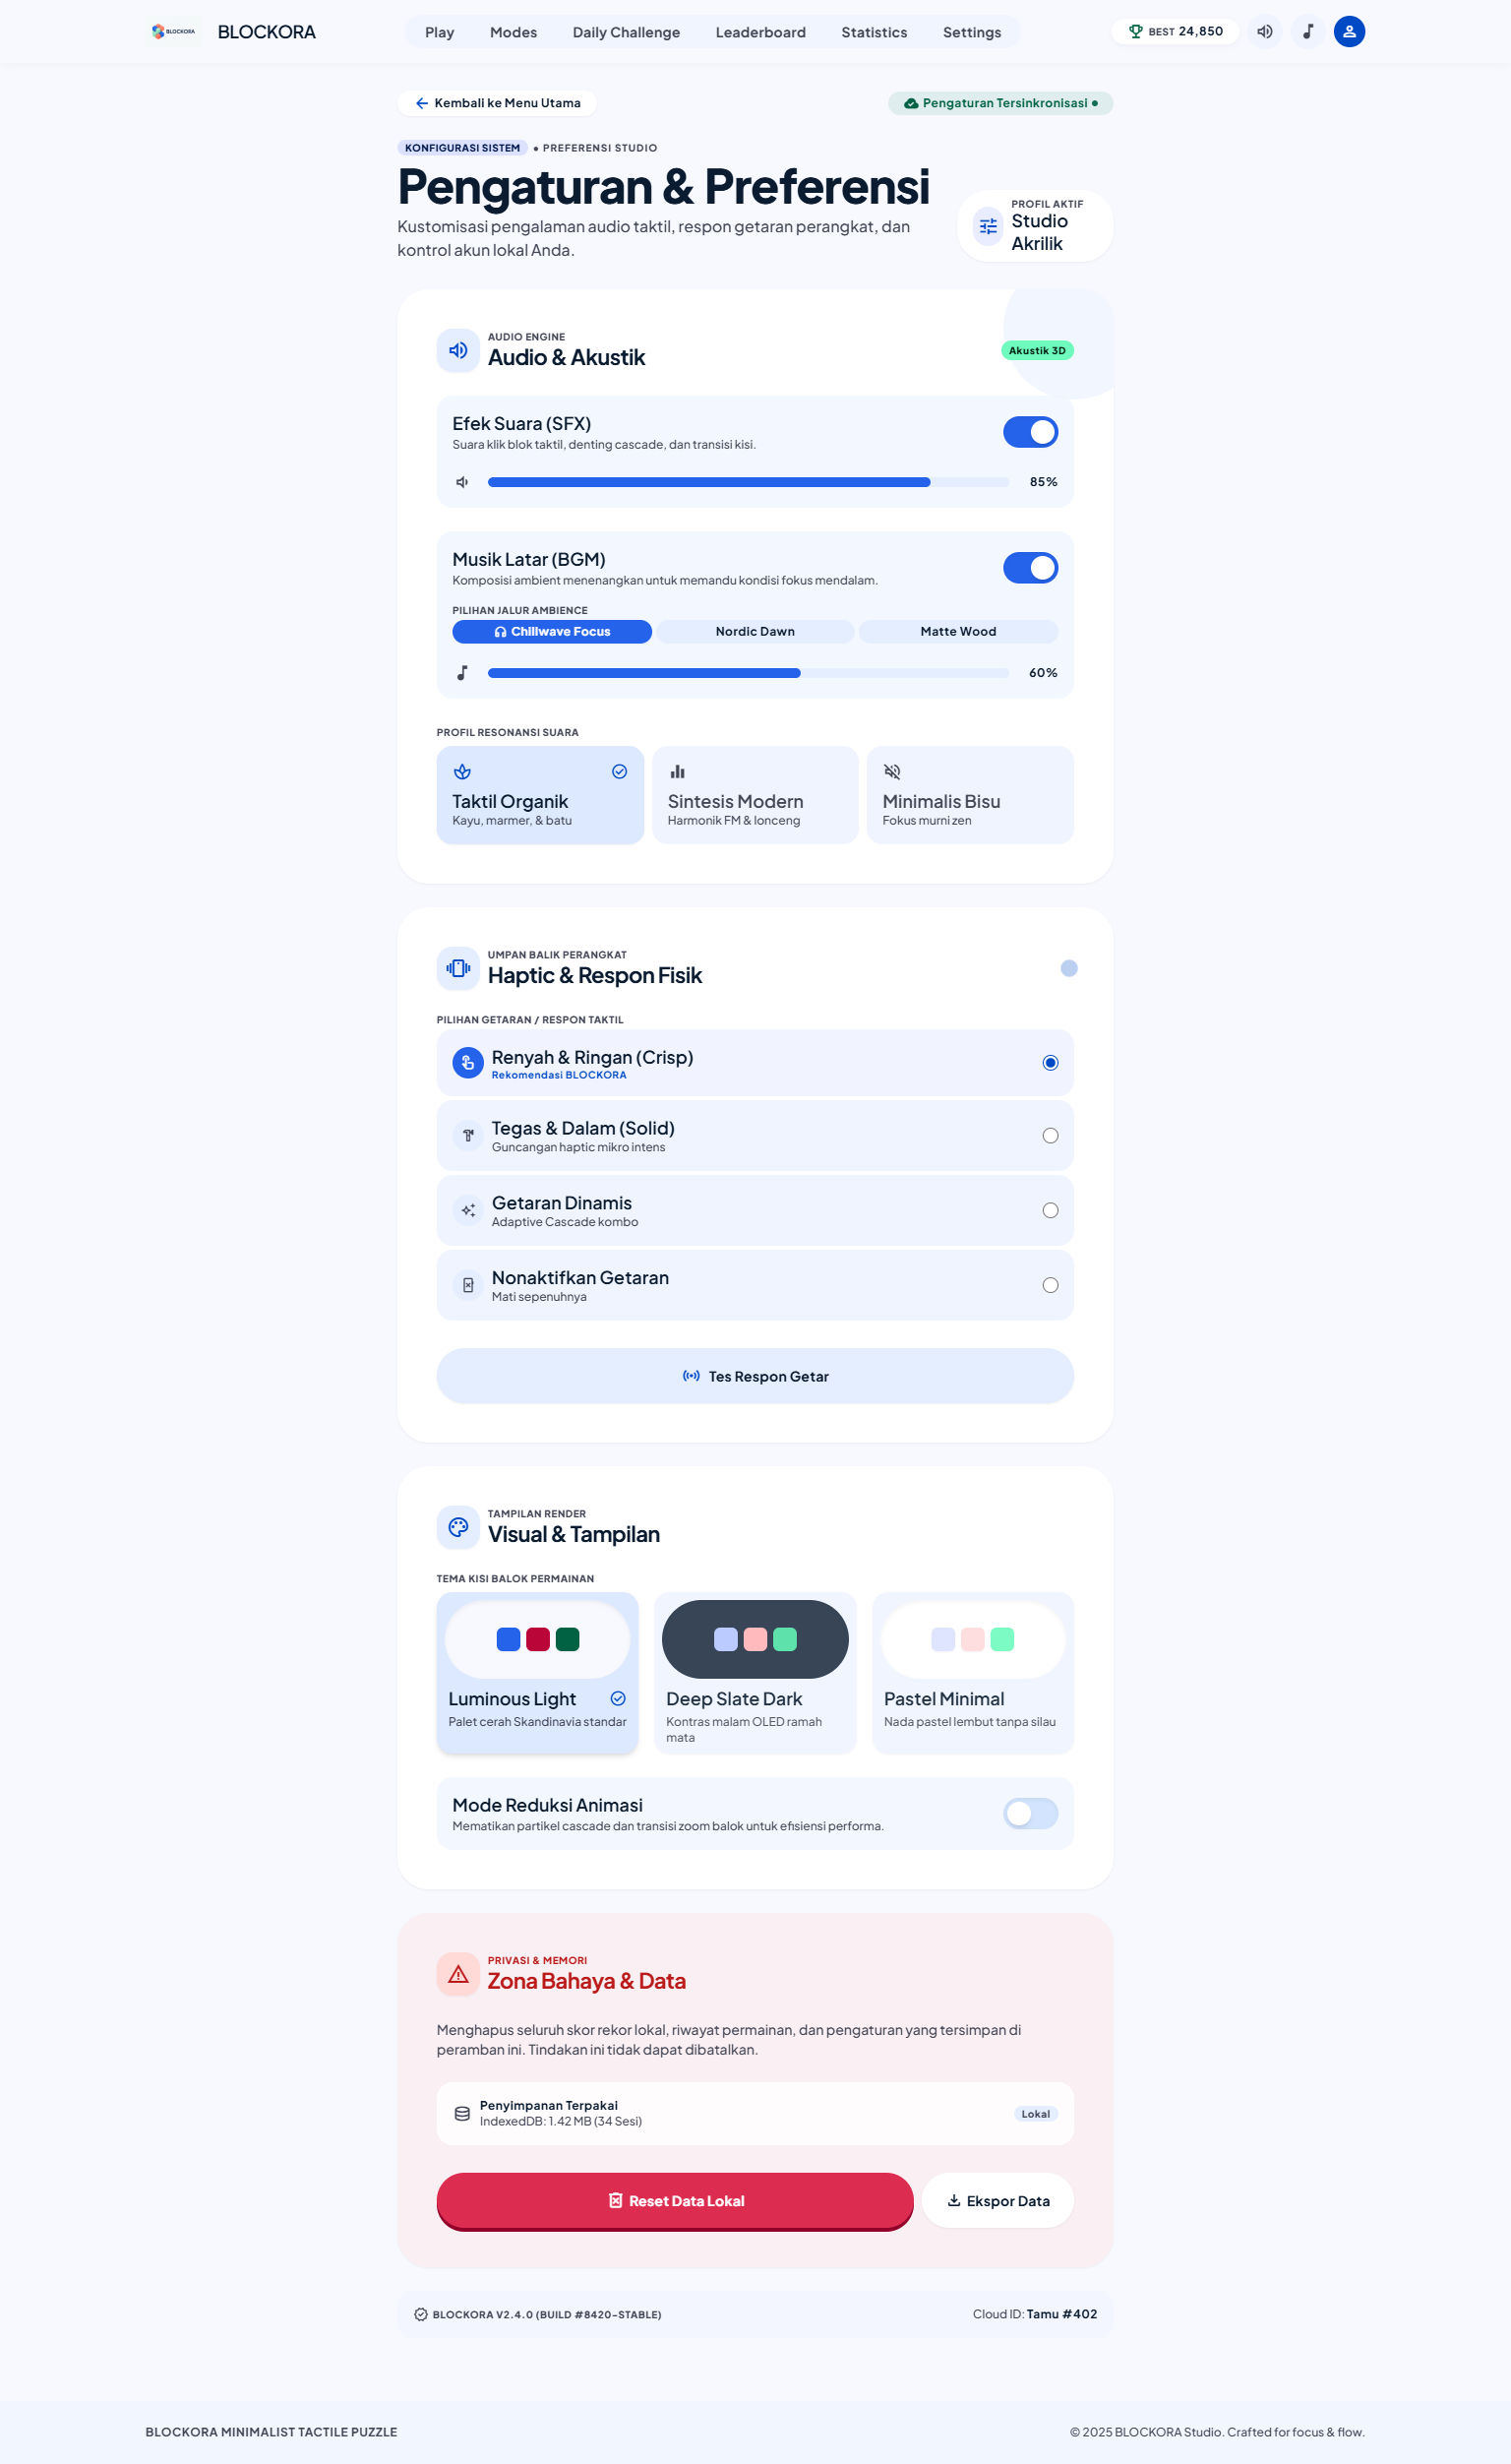 BLOCKORA
BLOCKORA
Play
Modes
Daily Challenge
Leaderboard
Statistics
Settings
BEST 24,850
Kembali ke Menu Utama
Pengaturan Tersinkronisasi •
KONFIGURASI SISTEM
• PREFERENSI STUDIO
Pengaturan & Preferensi
Kustomisasi pengalaman audio taktil, respon getaran perangkat, dan
kontrol akun lokal Anda.
PROFIL AKTIF
Studio
Akrilik
AUDIO ENGINE
Audio & Akustik
Akustik 3D
Efek Suara (SFX)
Suara klik blok taktil, denting cascade, dan transisi kisi.
85%
Musik Latar (BGM)
Komposisi ambient menenangkan untuk memandu kondisi fokus mendalam.
PILIHAN JALUR AMBIENCE
Chillwave Focus
Nordic Dawn
Matte Wood
60%
PROFIL RESONANSI SUARA
Taktil Organik
Kayu, marmer, & batu
Sintesis Modern
Harmonik FM & lonceng
Minimalis Bisu
Fokus murni zen
UMPAN BALIK PERANGKAT
Haptic & Respon Fisik
PILIHAN GETARAN / RESPON TAKTIL
Renyah & Ringan (Crisp)
Rekomendasi BLOCKORA
Tegas & Dalam (Solid)
Guncangan haptic mikro intens
Getaran Dinamis
Adaptive Cascade kombo
Nonaktifkan Getaran
Mati sepenuhnya
Tes Respon Getar
TAMPILAN RENDER
Visual & Tampilan
TEMA KISI BALOK PERMAINAN
Luminous Light
Palet cerah Skandinavia standar
Deep Slate Dark
Kontras malam OLED ramah
mata
Pastel Minimal
Nada pastel lembut tanpa silau
Mode Reduksi Animasi
Mematikan partikel cascade dan transisi zoom balok untuk efisiensi performa.
PRIVASI & MEMORI
Zona Bahaya & Data
Menghapus seluruh skor rekor lokal, riwayat permainan, dan pengaturan yang tersimpan di
peramban ini. Tindakan ini tidak dapat dibatalkan.
Penyimpanan Terpakai
IndexedDB: 1.42 MB (34 Sesi)
Lokal
Reset Data Lokal
Ekspor Data
BLOCKORA V2.4.0 (BUILD #8420-STABLE)
Cloud ID: Tamu #402
BLOCKORA MINIMALIST TACTILE PUZZLE
© 2025 BLOCKORA Studio. Crafted for focus & flow.